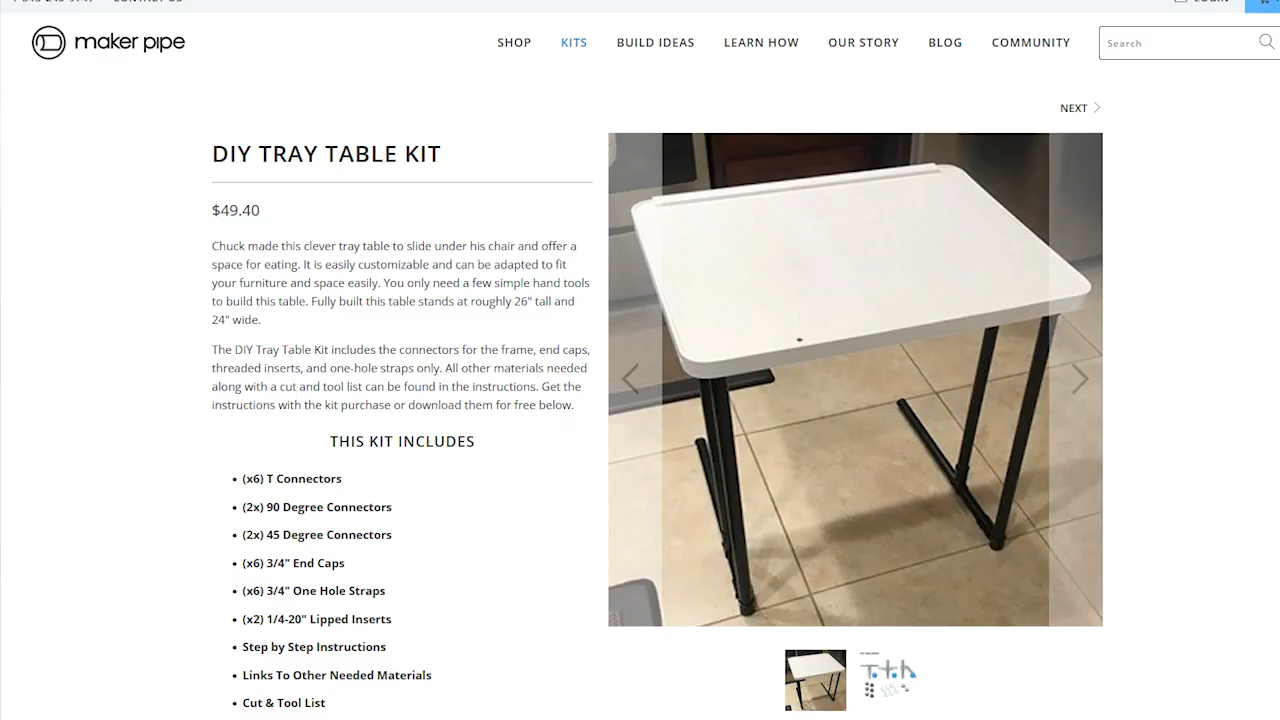 CONTACT US
LOGIN
maker pipe
SHOP KITS BUILD IDEAS LEARN HOW OUR STORY BLOG COMMUNITY Search
NEXT
DIY TRAY TABLE KIT
$49.40
Chuck made this clever tray table to slide under his chair and offer a
space for eating. It is easily customizable and can be adapted to fit
your furniture and space easily. You only need a few simple hand tools
to build this table. Fully built this table stands at roughly 26" tall and
24" wide.
The DIY Tray Table Kit includes the connectors for the frame, end caps,
threaded inserts, and one-hole straps only. All other materials needed
along with a cut and tool list can be found in the instructions. Get the
instructions with the kit purchase or download them for free below.
THIS KIT INCLUDES
• (x6) T Connectors
• (2x) 90 Degree Connectors
• (2x) 45 Degree Connectors
• (x6) 3/4" End Caps
• (x6) 3/4" One Hole Straps
• (x2) 1/4-20" Lipped Inserts
• Step by Step Instructions
• Links To Other Needed Materials
• Cut & Tool List